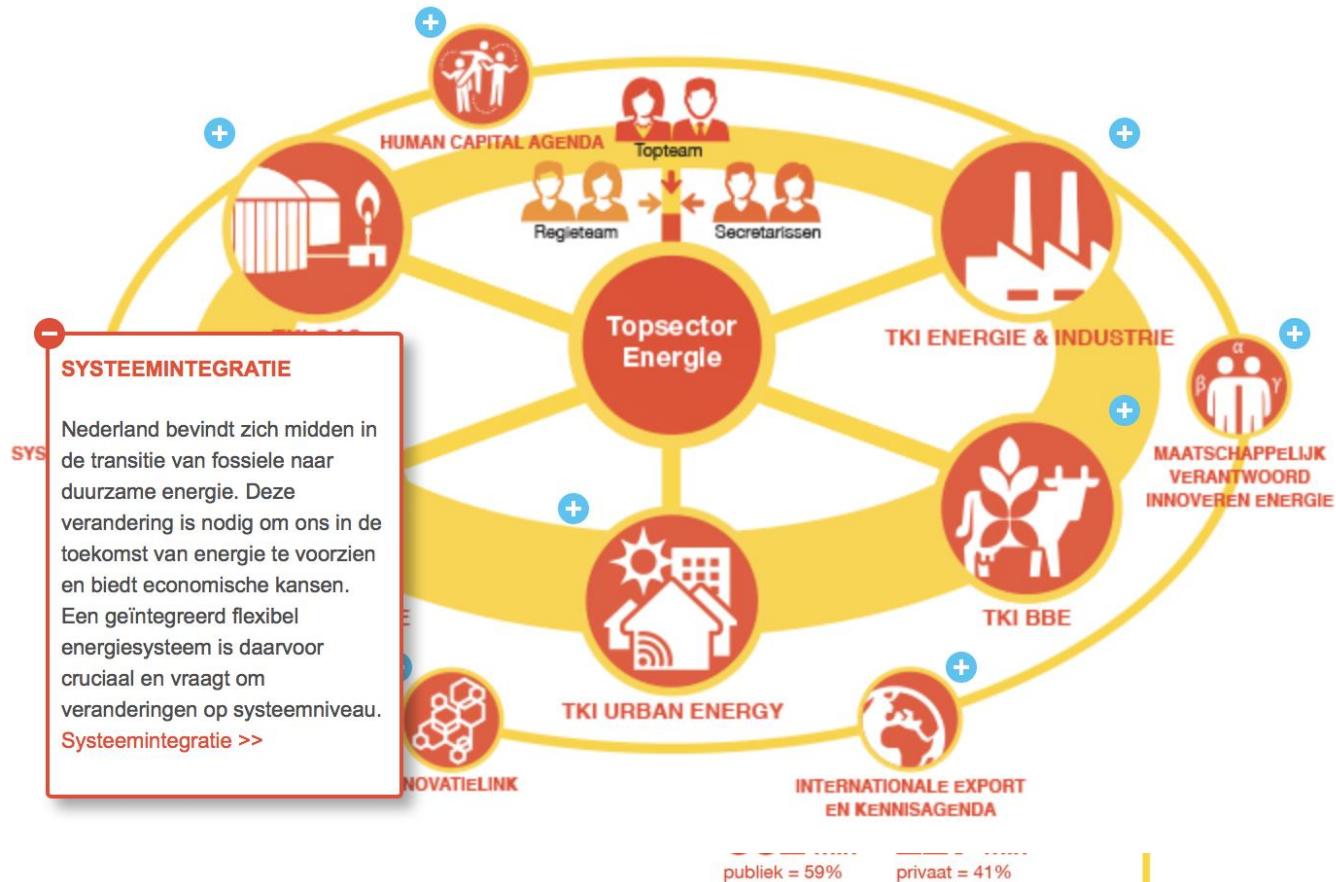 HUMAN CAPITAL AGENDA
Topteam
Regieteam
Secretarissen
Topsector
Energie
TKI ENERGIE & INDUSTRIE
SYSTEEMINTEGRATIE
Nederland bevindt zich midden in
de transitie van fossiele naar
duurzame energie. Deze
verandering is nodig om ons in de
toekomst van energie te voorzien
en biedt economische kansen.
Een geïntegreerd flexibel
energiesysteem is daarvoor
cruciaal en vraagt om
veranderingen op systeemniveau.
Systeemintegratie >>
SYS
α
β γ
MAATSCHAPPELIJK
VERANTWOORD
INNOVEREN ENERGIE
TKI BBE
TKI URBAN ENERGY
NOVATIELINK
INTERNATIONALE EXPORT
EN KENNISAGENDA
publiek = 59% privaat = 41%